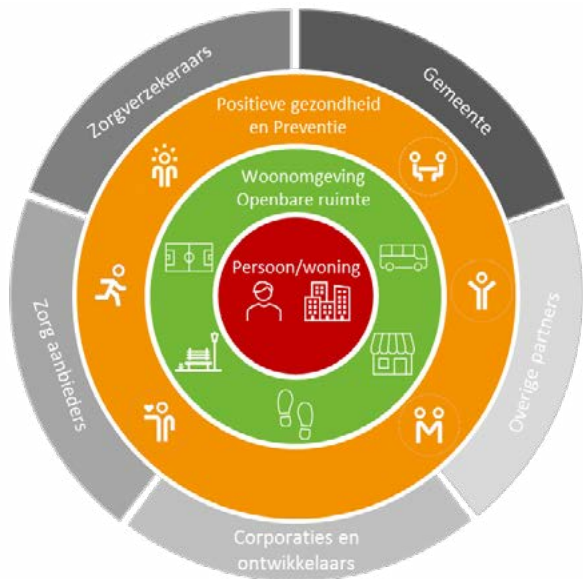 Zorgverzekeraars
Gemeente
Positieve gezondheid
en Preventie
Woonomgeving
Openbare ruimte
Persoon/woning
Zorg aanbieders
Overige partners
Corporaties en
ontwikkelaars